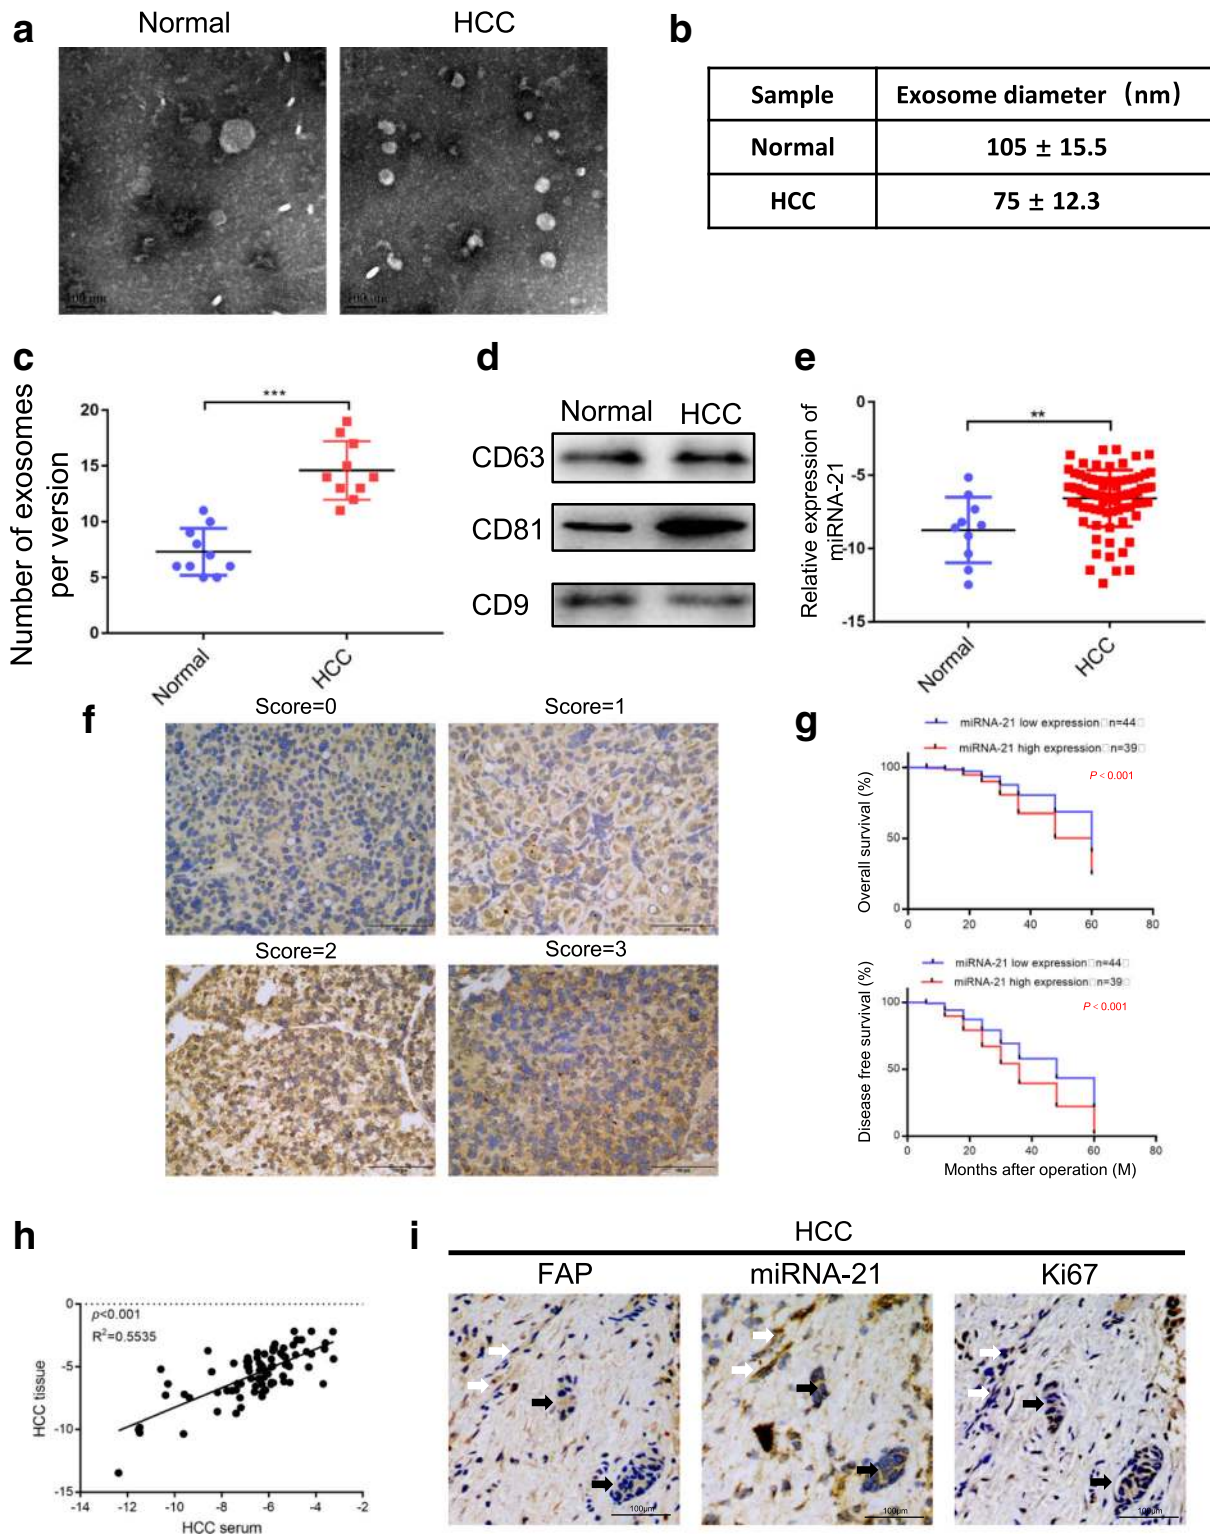 a
Normal
HCC
b
Sample
Exosome diameter (nm)
Normal
105 ± 15.5
HCC
75 ± 12.3
c
Number of exosomes
per version
20
15
10
5
0
***
Normal
HCC
d
Normal
HCC
CD63
CD81
CD9
e
Relative expression of
miRNA-21
0
-5
-10
-15
**
Normal
HCC
f
Score=0
Score=1
Score=2
Score=3
g
miRNA-21 low expression□n=44□
miRNA-21 high expression□n=39□
P < 0.001
Overall survival (%)
100
50
0
0 20 40 60 80
miRNA-21 low expression□n=44□
miRNA-21 high expression□n=39□
P < 0.001
Disease free survival (%)
100
50
0
0 20 40 60 80
Months after operation (M)
h
p<0.001
R²=0.5535
HCC tissue
0
-5
-10
-15
-14 -12 -10 -8 -6 -4 -2
HCC serum
i
HCC
FAP
miRNA-21
Ki67
100μm
100μm
100μm